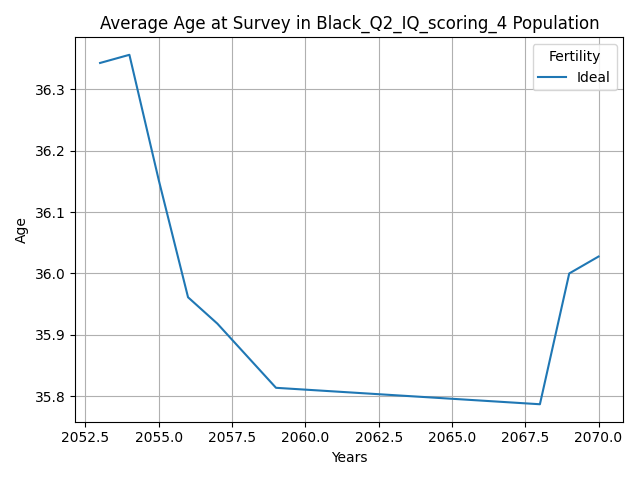 Average Age at Survey in Black_Q2_IQ_scoring_4 Population
Fertility
Ideal
Age
36.3
36.2
36.1
36.0
35.9
35.8
2052.5 2055.0 2057.5 2060.0 2062.5 2065.0 2067.5 2070.0
Years